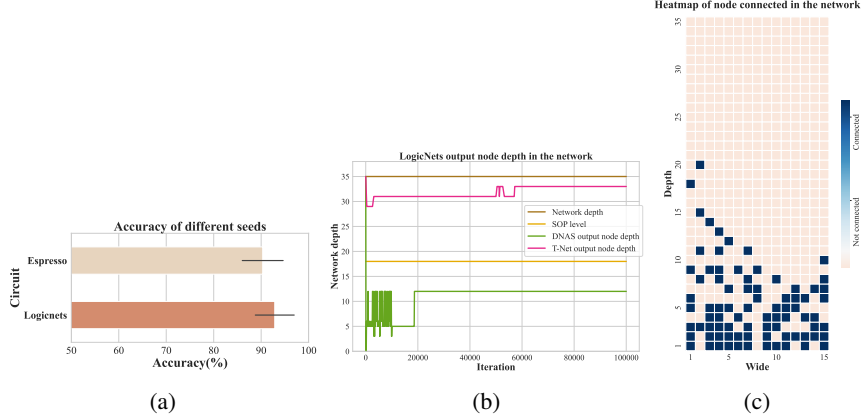 Accuracy of different seeds
Circuit
Espresso
Logicnets
50 60 70 80 90 100
Accuracy(%)
(a)
LogicNets output node depth in the network
Network depth
35
30
25
20
15
10
5
0
Network depth
SOP level
DNAS output node depth
T-Net output node depth
0 20000 40000 60000 80000 100000
Iteration
(b)
Heatmap of node connected in the network
Depth
35
30
25
20
15
10
5
1
1 5 10 15
Wide
Connected
Not connected
(c)